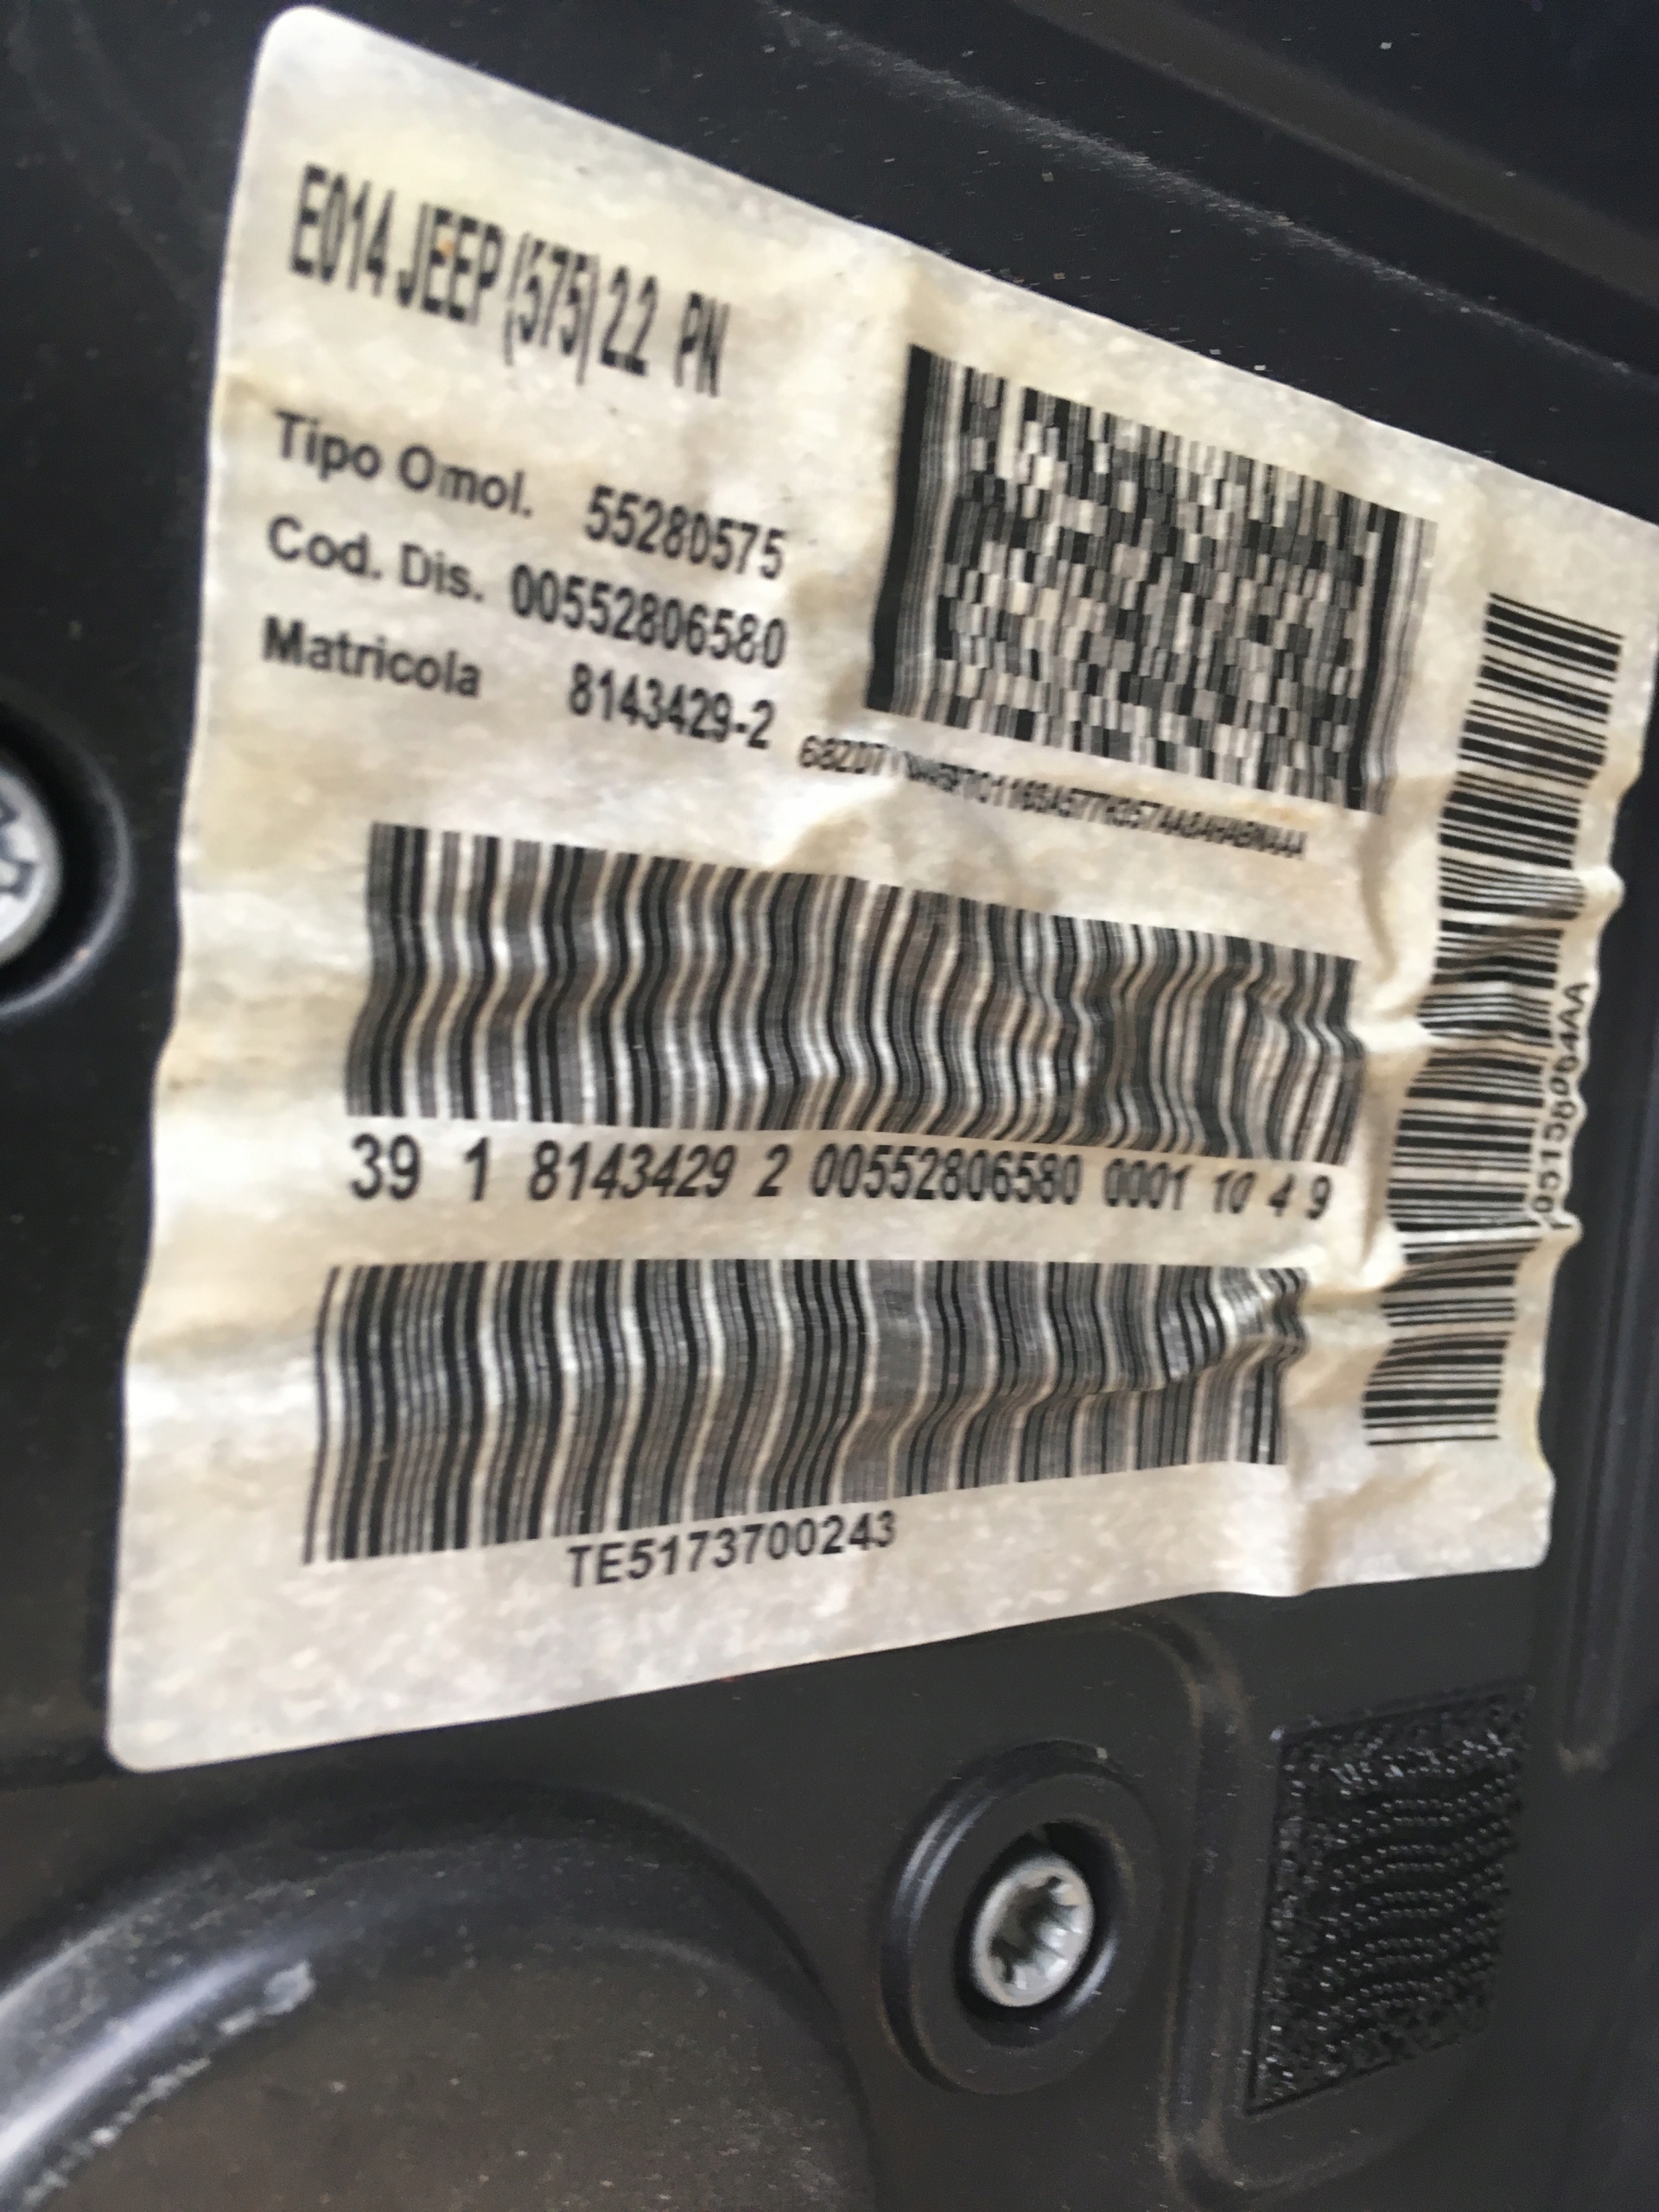 E014 JEEP (575) 2.2 PN
Tipo Omol. 55280575
Cod. Dis. 00552806580
Matricola 8143429-2
39 1 8143429 2 00552806580 0001 10 4 9
TE5173700243